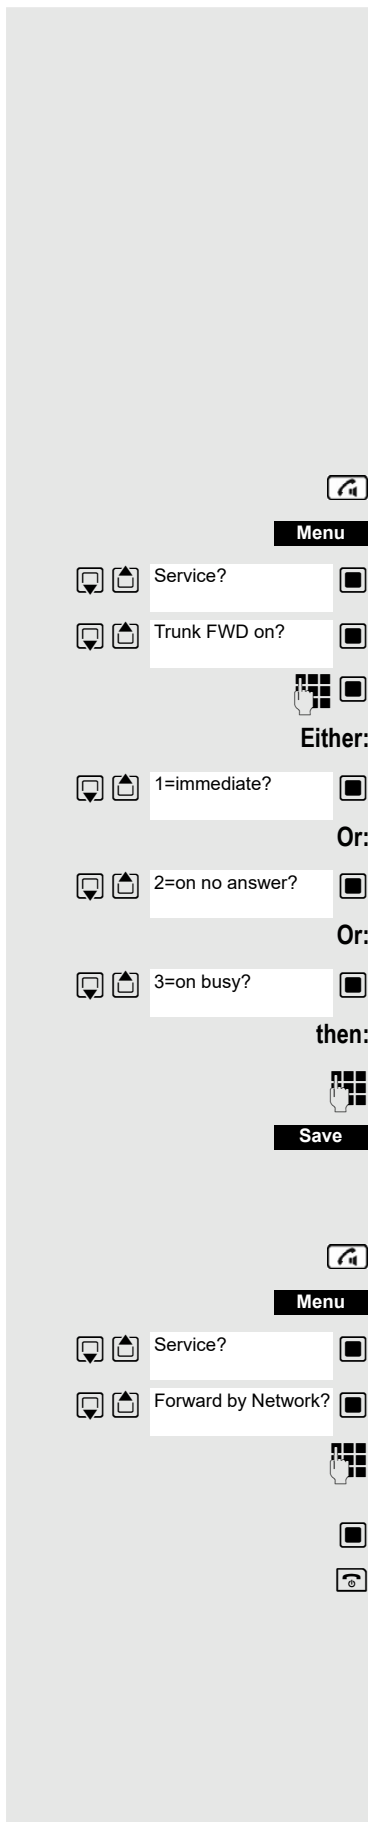 Menu
Service?
Trunk FWD on?
Either:
1=immediate?
Or:
2=on no answer?
Or:
3=on busy?
then:
Save
Menu
Service?
Forward by Network?